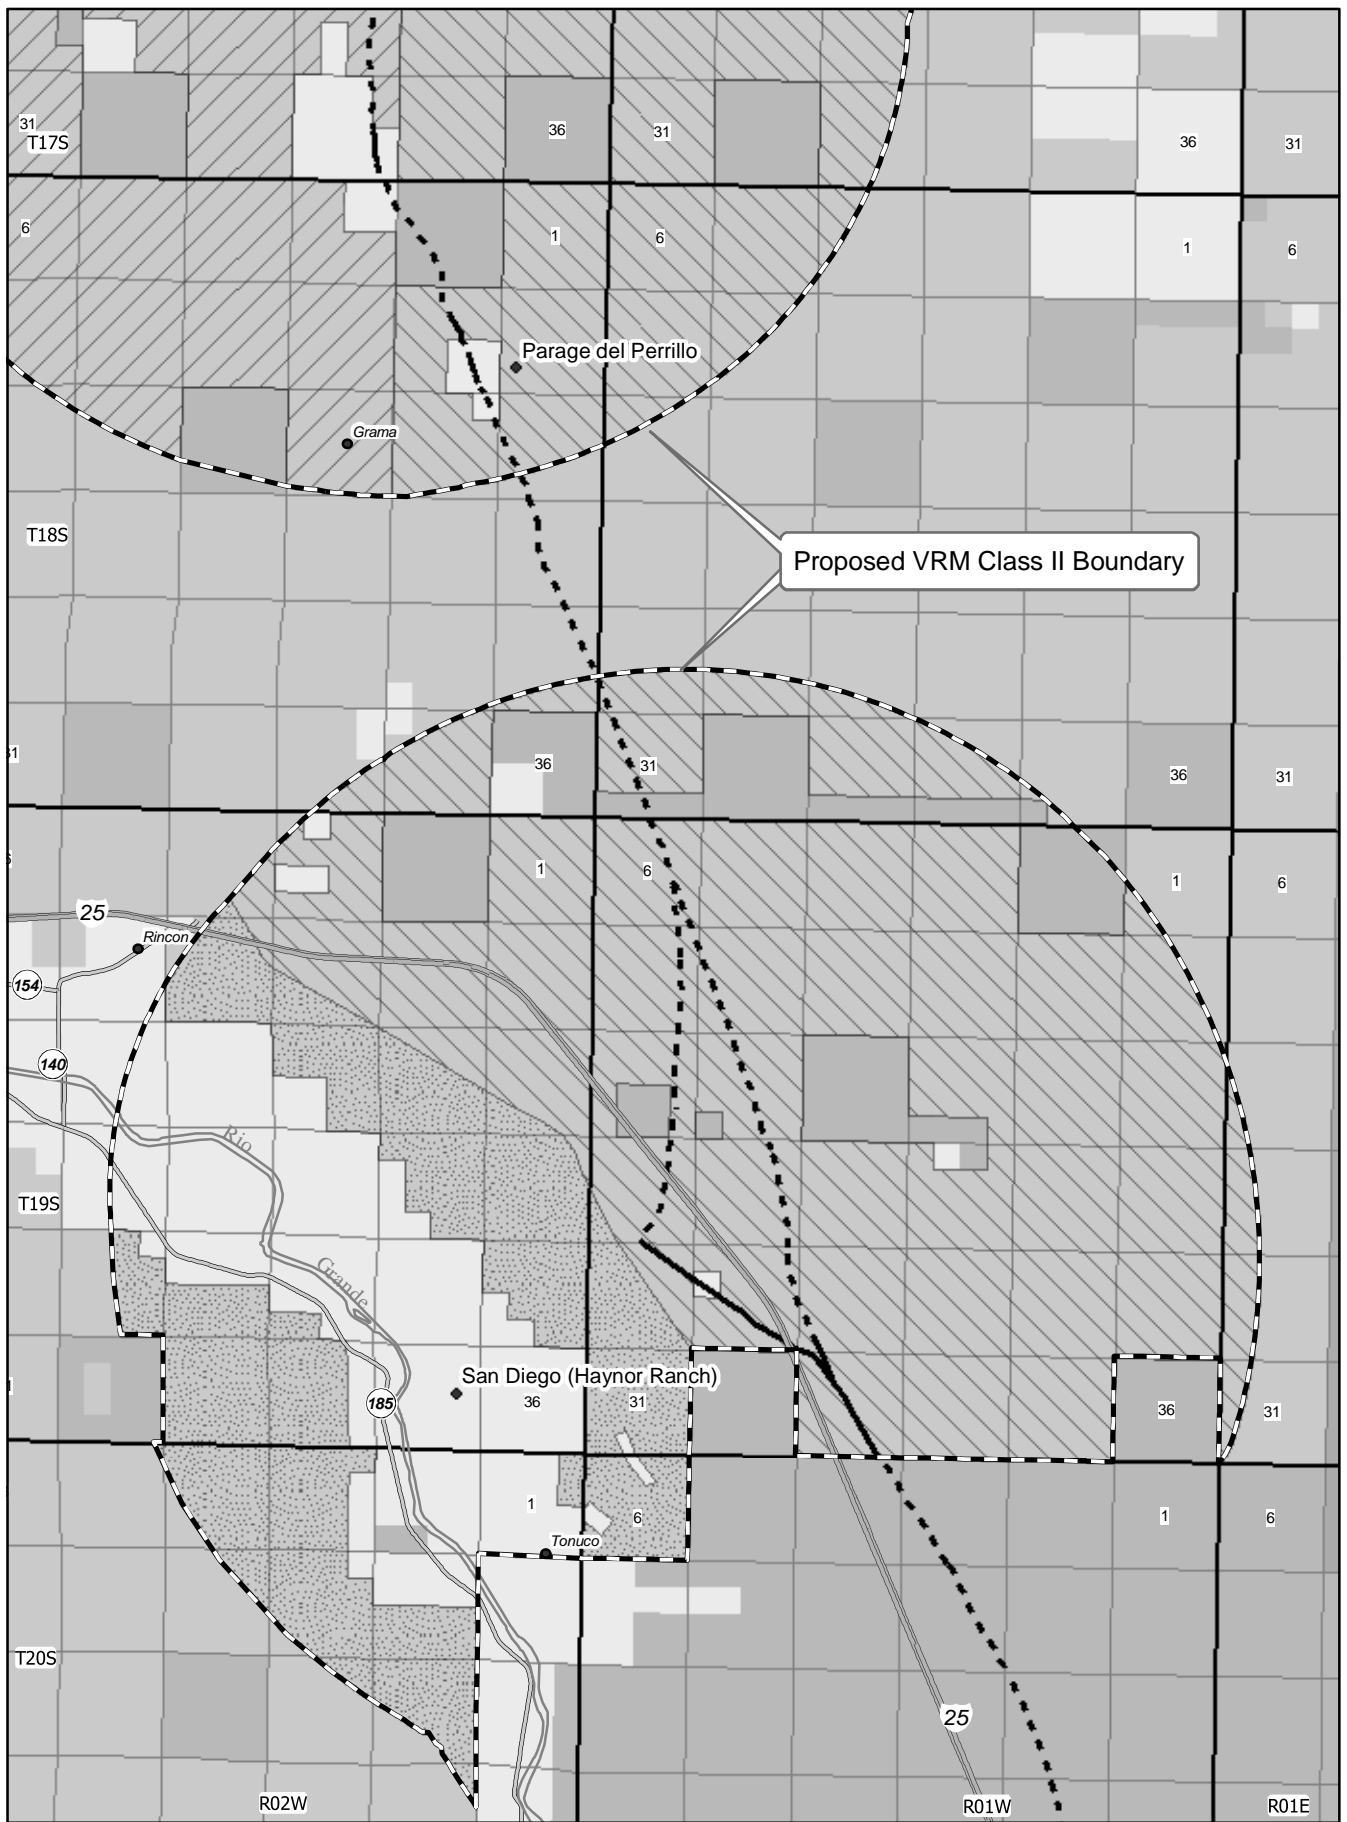 31
T17S
36
31
36
31
6
1
6
1
6
Parage del Perrillo
Grama
T18S
Proposed VRM Class II Boundary
31
36
31
36
31
1
6
1
6
25
Rincon
154
140
Rio
T19S
Grande
San Diego (Haynor Ranch)
185
36
31
36
31
1
6
1
6
Tonuco
T20S
25
R02W
R01W
R01E